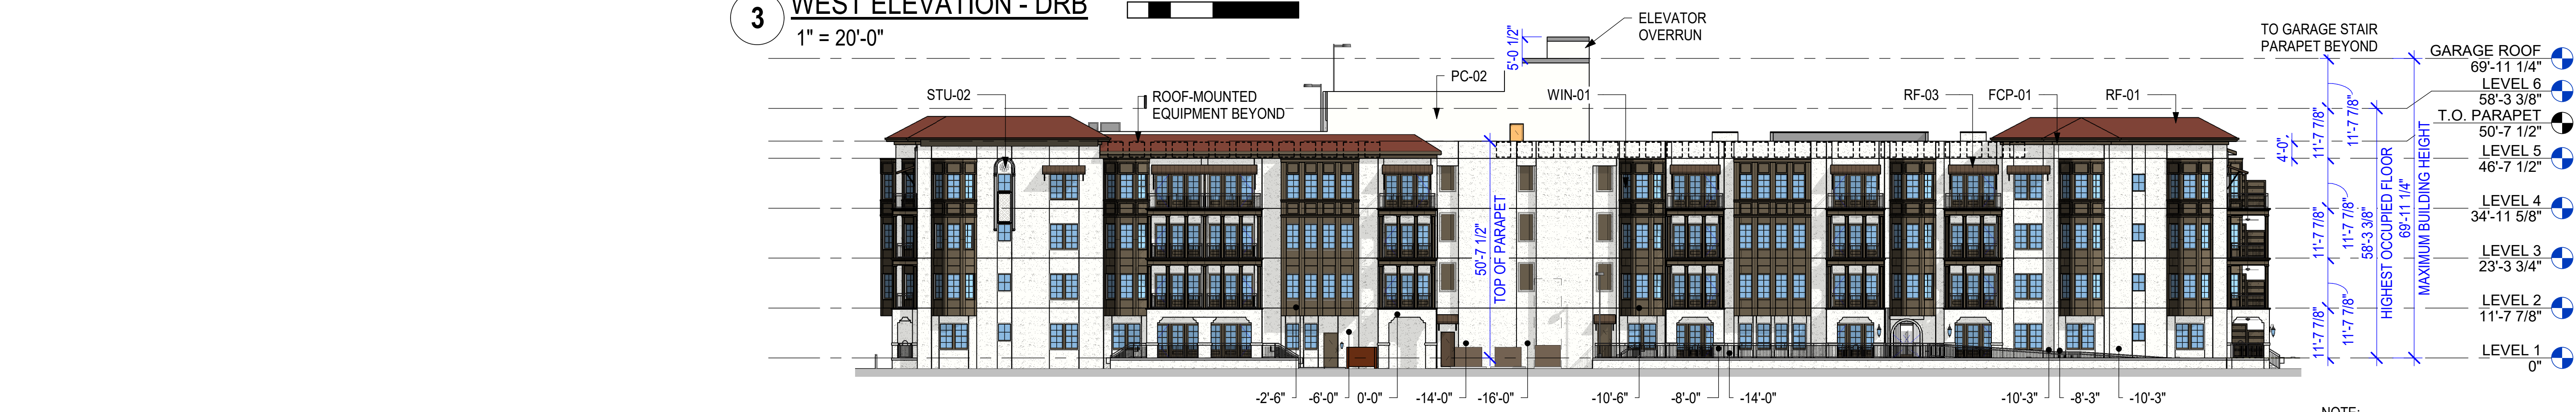 3
WEST ELEVATION - DRB
1" = 20'-0"
ELEVATOR
OVERRUN
5'-0 1/2"
TO GARAGE STAIR
PARAPET BEYOND
STU-02
ROOF-MOUNTED
EQUIPMENT BEYOND
PC-02
WIN-01
RF-03
FCP-01
RF-01
GARAGE ROOF
69'-11 1/4"
LEVEL 6
58'-3 3/8"
T.O. PARAPET
50'-7 1/2"
LEVEL 5
46'-7 1/2"
LEVEL 4
34'-11 5/8"
LEVEL 3
23'-3 3/4"
LEVEL 2
11'-7 7/8"
LEVEL 1
0"
50'-7 1/2"
TOP OF PARAPET
4'-0"
11'-7 7/8"
11'-7 7/8"
11'-7 7/8"
11'-7 7/8"
11'-7 7/8"
11'-7 7/8"
58'-3 3/8"
HIGHEST OCCUPIED FLOOR
69'-11 1/4"
MAXIMUM BUILDING HEIGHT
-2'-6"
-6'-0"
0'-0"
-14'-0"
-16'-0"
-10'-6"
-8'-0"
-14'-0"
-10'-3"
-8'-3"
-10'-3"
NOTE: